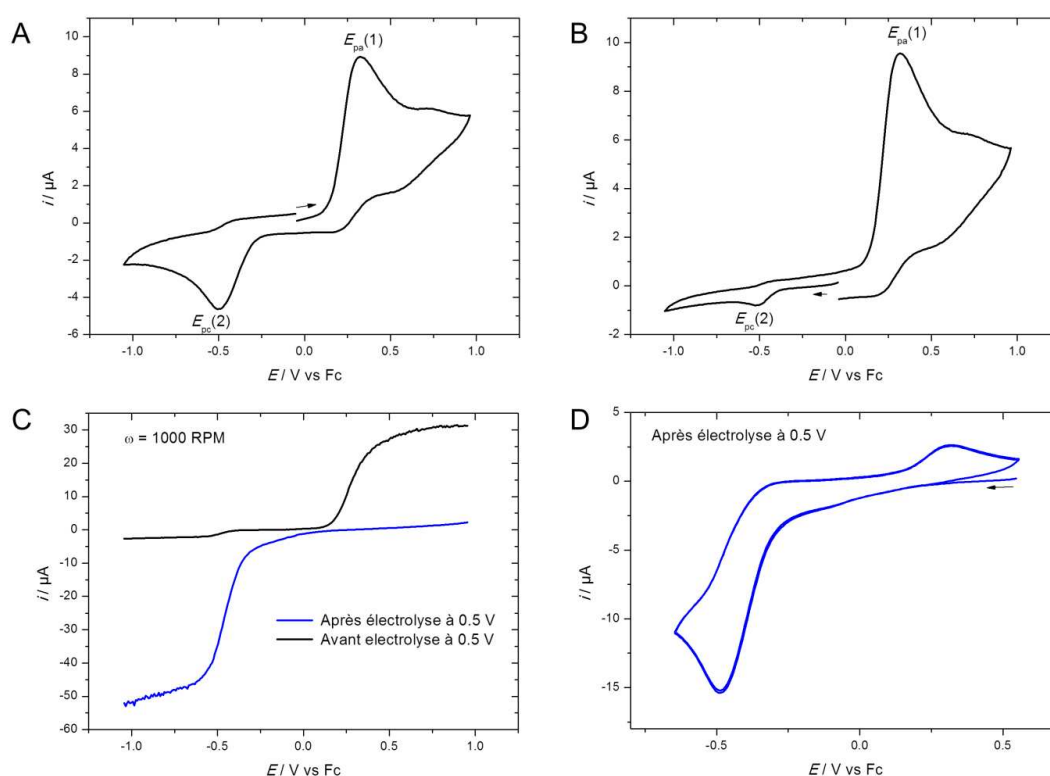 A
E_pa(1)
10
8
6
4
2
0
-2
-4
-6
i / µA
E_pc(2)
-1.0
-0.5
0.0
0.5
1.0
E / V vs Fc
B
E_pa(1)
10
8
6
4
2
0
-2
i / µA
E_pc(2)
-1.0
-0.5
0.0
0.5
1.0
E / V vs Fc
C
ω = 1000 RPM
30
20
10
0
-10
-20
-30
-40
-50
-60
i / µA
Après électrolyse à 0.5 V
Avant electrolyse à 0.5 V
-1.0
-0.5
0.0
0.5
1.0
E / V vs Fc
D
Après électrolyse à 0.5 V
5
0
-5
-10
-15
i / µA
-0.5
0.0
0.5
E / V vs Fc